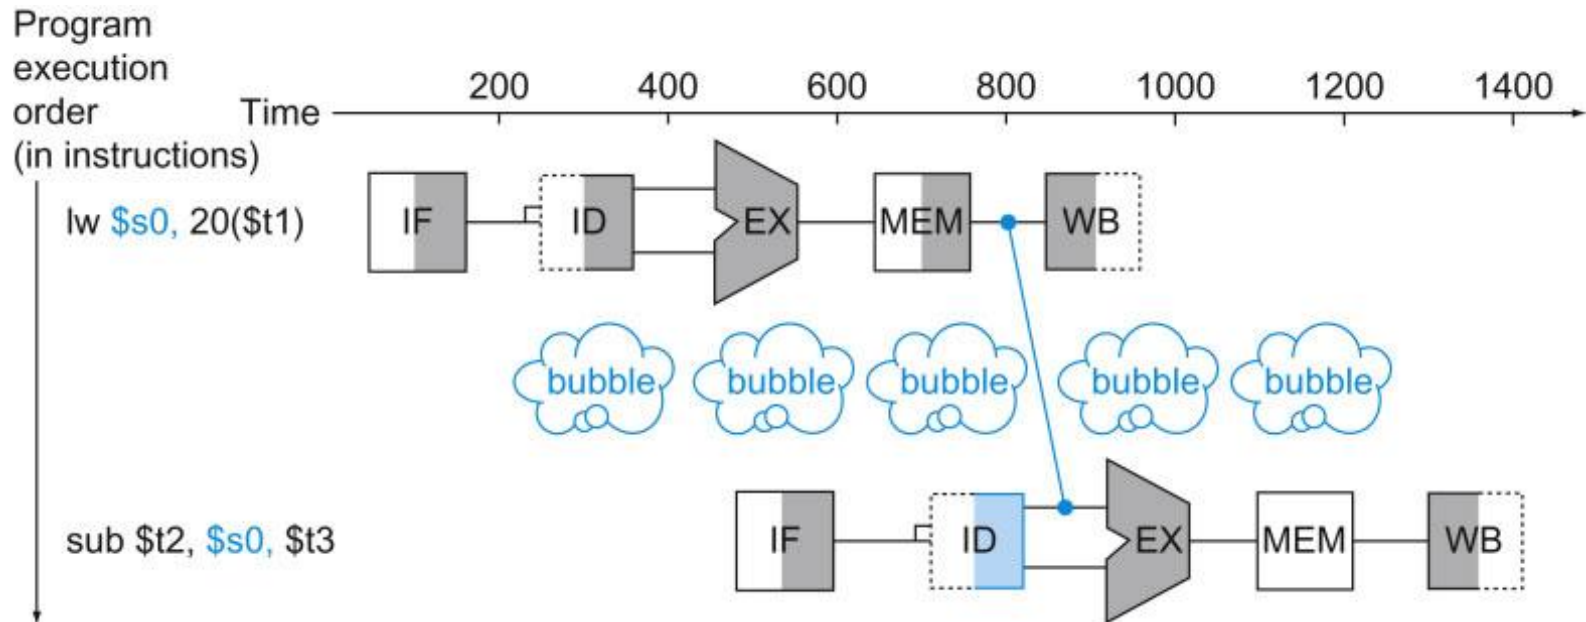 Program
execution
order
(in instructions)
Time
200 400 600 800 1000 1200 1400
lw $s0, 20($t1)
IF ID EX MEM WB
bubble bubble bubble bubble bubble
sub $t2, $s0, $t3
IF ID EX MEM WB